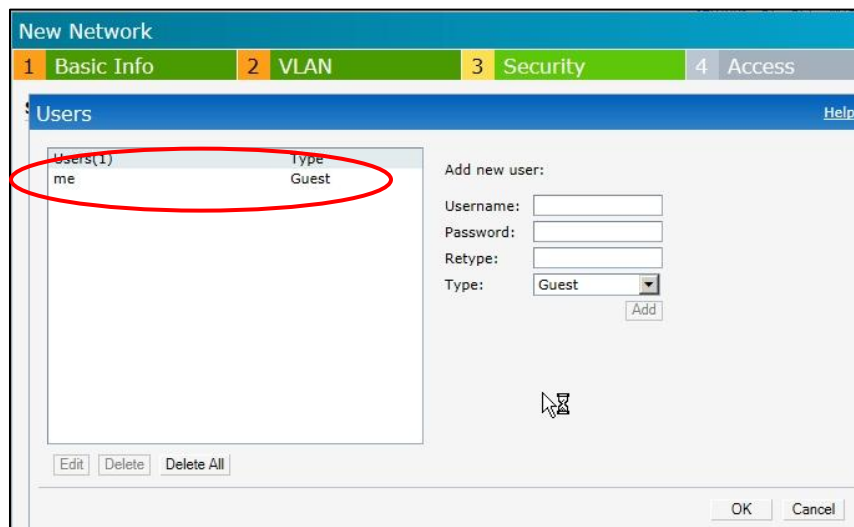 New Network
1 Basic Info 2 VLAN 3 Security 4 Access
Users Help
Users(1) Type
me Guest
Add new user:
Username:
Password:
Retype:
Type: Guest
Add
Edit Delete Delete All
OK Cancel